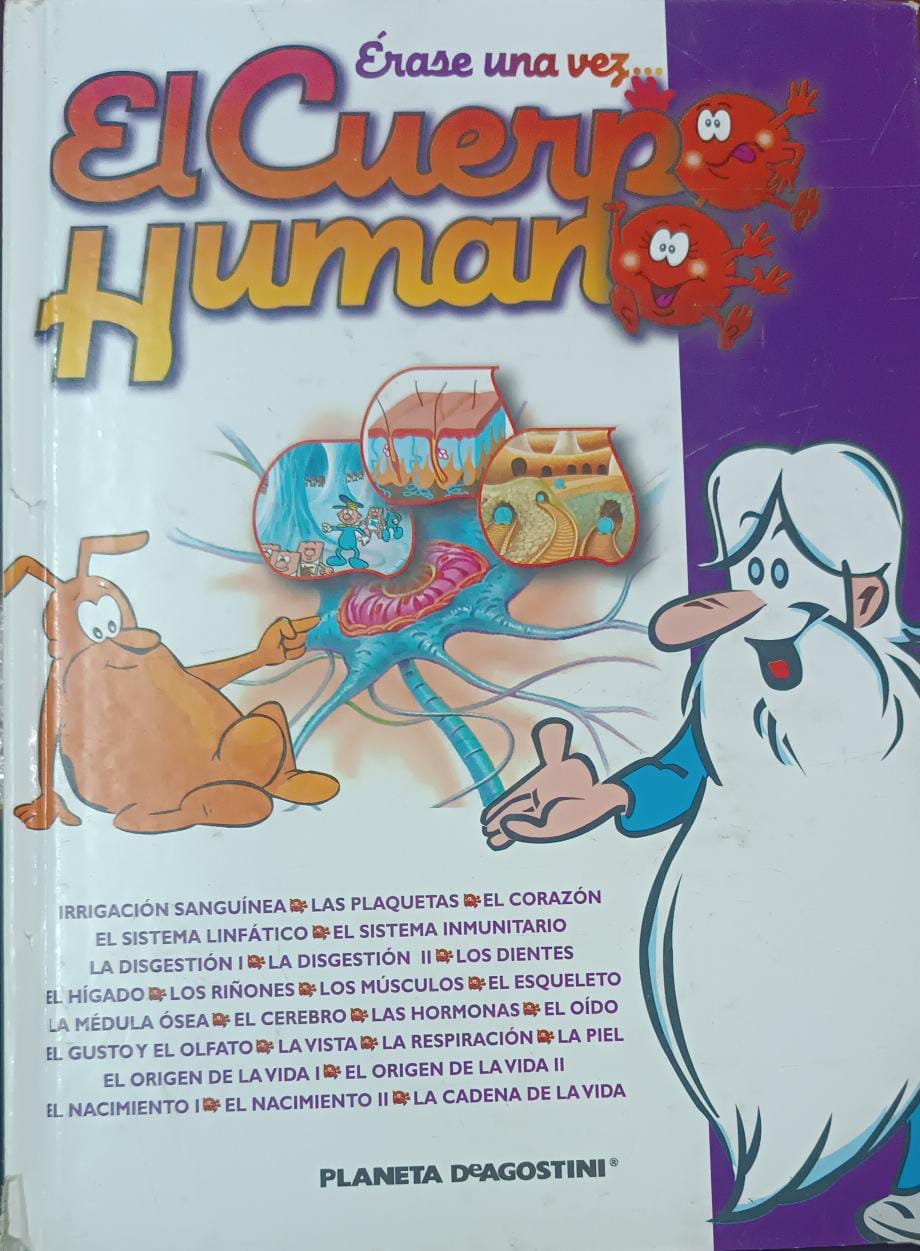 Érase una vez...
El Cuerpo
Humano
IRRIGACIÓN SANGUÍNEA LAS PLAQUETAS EL CORAZÓN
EL SISTEMA LINFÁTICO EL SISTEMA INMUNITARIO
LA DISGESTIÓN I LA DISGESTIÓN II LOS DIENTES
EL HÍGADO LOS RIÑONES LOS MÚSCULOS EL ESQUELETO
LA MÉDULA ÓSEA EL CEREBRO LAS HORMONAS EL OÍDO
EL GUSTO Y EL OLFATO LA VISTA LA RESPIRACIÓN LA PIEL
EL ORIGEN DE LA VIDA I EL ORIGEN DE LA VIDA II
EL NACIMIENTO I EL NACIMIENTO II LA CADENA DE LA VIDA
PLANETA DeAGOSTINI®